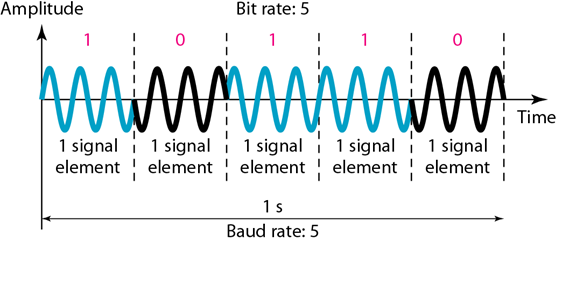 Amplitude
Bit rate: 5
1 0 1 1 0
Time
1 signal element
1 signal element
1 signal element
1 signal element
1 signal element
1 s
Baud rate: 5